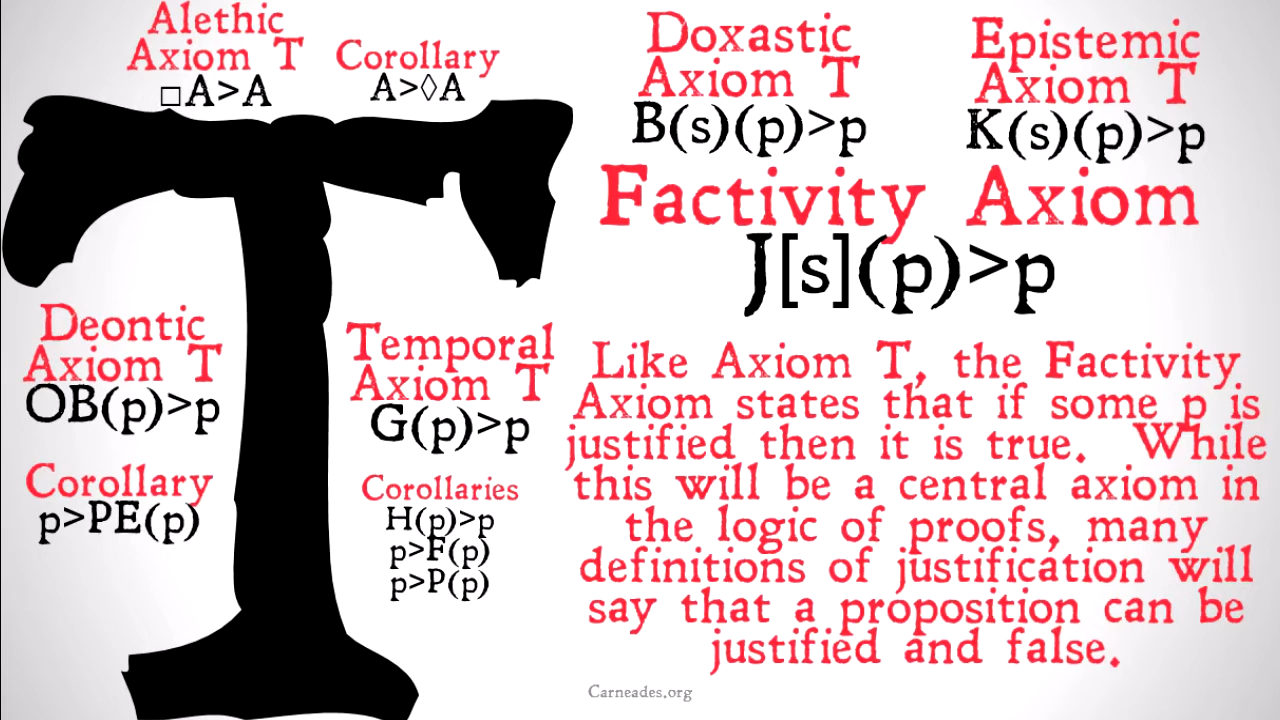 Alethic
Axiom T
□A>A
Corollary
A>◊A
Doxastic
Axiom T
B(s)(p)>p
Epistemic
Axiom T
K(s)(p)>p
Factivity Axiom
J[s](p)>p
Deontic
Axiom T
OB(p)>p
Corollary
p>PE(p)
Temporal
Axiom T
G(p)>p
Corollaries
H(p)>p
p>F(p)
p>P(p)
Like Axiom T, the Factivity
Axiom states that if some p is
justified then it is true. While
this will be a central axiom in
the logic of proofs, many
definitions of justification will
say that a proposition can be
justified and false.
Carneades.org